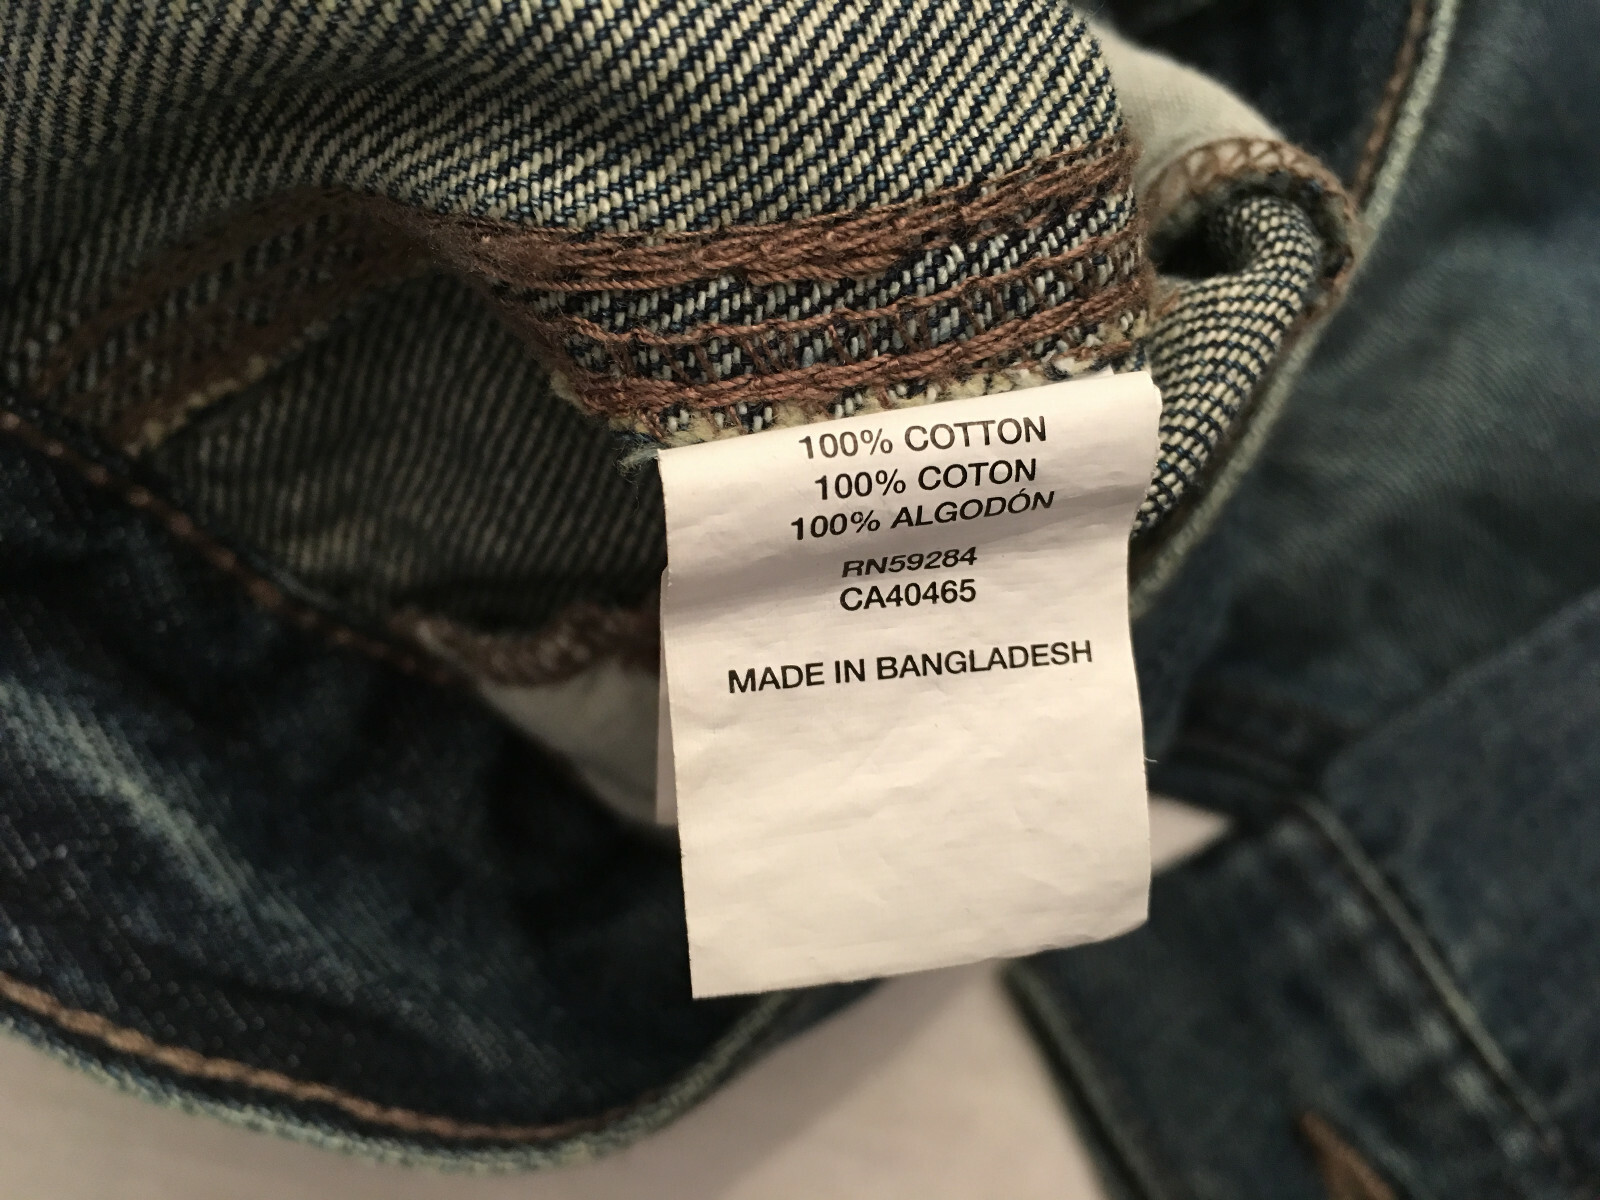 100% COTTON
100% COTON
100% ALGODÓN
RN59284
CA40465
MADE IN BANGLADESH